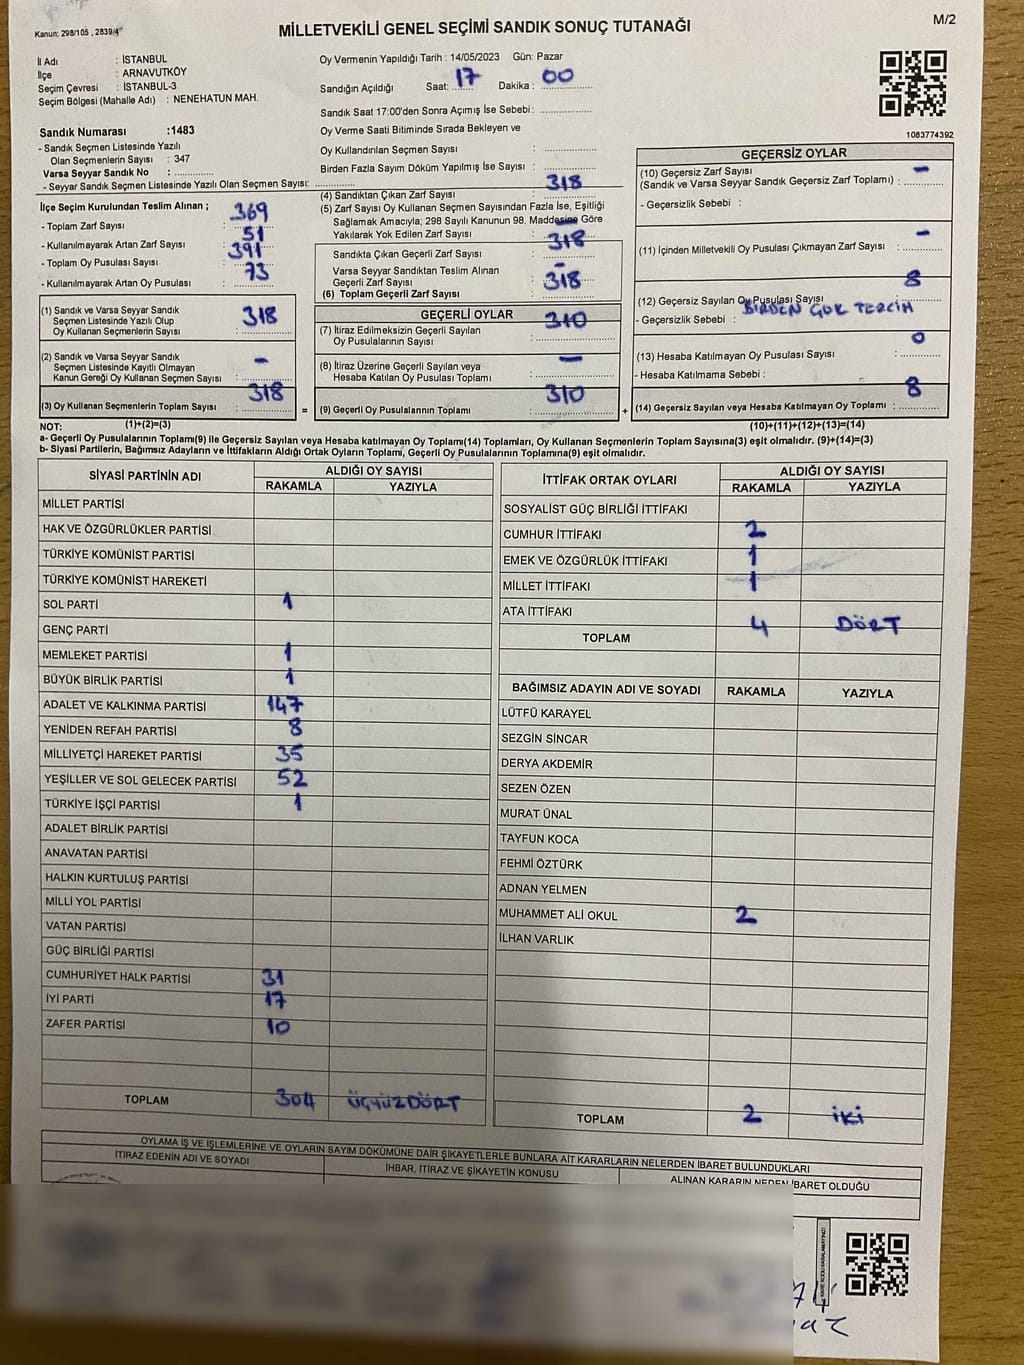 Kanun; 298/105 , 2839/4
MİLLETVEKİLİ GENEL SEÇİMİ SANDIK SONUÇ TUTANAĞI
M/2
İl Adı : İSTANBUL
İlçe : ARNAVUTKÖY
Seçim Çevresi : İSTANBUL-3
Seçim Bölgesi (Mahalle Adı) : NENEHATUN MAH.
Sandık Numarası :1483
- Sandık Seçmen Listesinde Yazılı
Olan Seçmenlerin Sayısı : 347
Varsa Seyyar Sandık No :
- Seyyar Sandık Seçmen Listesinde Yazılı Olan Seçmen Sayısı:
İlçe Seçim Kurulundan Teslim Alınan ;
- Toplam Zarf Sayısı : 369
- Kullanılmayarak Artan Zarf Sayısı : 51
- Toplam Oy Pusulası Sayısı : 391
- Kullanılmayarak Artan Oy Pusulası : 73
(1) Sandık ve Varsa Seyyar Sandık
Seçmen Listesinde Yazılı Olup
Oy Kullanan Seçmenlerin Sayısı : 318
(2) Sandık ve Varsa Seyyar Sandık
Seçmen Listesinde Kayıtlı Olmayan
Kanun Gereği Oy Kullanan Seçmen Sayısı : -
(3) Oy Kullanan Seçmenlerin Toplam Sayısı : 318
(1)+(2)=(3)
Oy Vermenin Yapıldığı Tarih : 14/05/2023 Gün: Pazar
Sandığın Açıldığı Saat: 17 Dakika : 00
Sandık Saat 17:00'den Sonra Açımış İse Sebebi:
Oy Verme Saati Bitiminde Sırada Bekleyen ve
Oy Kullandırılan Seçmen Sayısı :
Birden Fazla Sayım Döküm Yapılmış İse Sayısı :
(4) Sandıktan Çıkan Zarf Sayısı : 318
(5) Zarf Sayısı Oy Kullanan Seçmen Sayısından Fazla İse, Eşitliği
Sağlamak Amacıyla; 298 Sayılı Kanunun 98. Maddesine Göre
Yakılarak Yok Edilen Zarf Sayısı : -
Sandıkta Çıkan Geçerli Zarf Sayısı : 318
Varsa Seyyar Sandıktan Teslim Alınan
Geçerli Zarf Sayısı : -
(6) Toplam Geçerli Zarf Sayısı : 318
GEÇERLİ OYLAR
(7) İtiraz Edilmeksizin Geçerli Sayılan
Oy Pusulalarının Sayısı : 310
(8) İtiraz Üzerine Geçerli Sayılan veya
Hesaba Katılan Oy Pusulası Toplamı : -
= (9) Geçerli Oy Pusulalarının Toplamı : 310
1083774392
GEÇERSİZ OYLAR
(10) Geçersiz Zarf Sayısı
(Sandık ve Varsa Seyyar Sandık Geçersiz Zarf Toplamı) : -
- Geçersizlik Sebebi :
(11) İçinden Milletvekili Oy Pusulası Çıkmayan Zarf Sayısı : -
(12) Geçersiz Sayılan Oy Pusulası Sayısı : 8
- Geçersizlik Sebebi : BİRDEN ÇOK TERCİH
(13) Hesaba Katılmayan Oy Pusulası Sayısı : 0
- Hesaba Katılmama Sebebi :
+ (14) Geçersiz Sayılan veya Hesaba Katılmayan Oy Toplamı : 8
(10)+(11)+(12)+(13)=(14)
NOT:
a- Geçerli Oy Pusulalarının Toplamı(9) ile Geçersiz Sayılan veya Hesaba katılmayan Oy Toplamı(14) Toplamları, Oy Kullanan Seçmenlerin Toplam Sayısına(3) eşit olmalıdır. (9)+(14)=(3)
b- Siyasi Partilerin, Bağımsız Adayların ve İttifakların Aldığı Ortak Oyların Toplamı, Geçerli Oy Pusulalarının Toplamına(9) eşit olmalıdır.
SİYASİ PARTİNİN ADI ALDIĞI OY SAYISI
RAKAMLA YAZIYLA
MİLLET PARTİSİ
HAK VE ÖZGÜRLÜKLER PARTİSİ
TÜRKİYE KOMÜNİST PARTİSİ
TÜRKİYE KOMÜNİST HAREKETİ
SOL PARTİ 1
GENÇ PARTİ
MEMLEKET PARTİSİ 1
BÜYÜK BİRLİK PARTİSİ 1
ADALET VE KALKINMA PARTİSİ 147
YENİDEN REFAH PARTİSİ 8
MİLLİYETÇİ HAREKET PARTİSİ 35
YEŞİLLER VE SOL GELECEK PARTİSİ 52
TÜRKİYE İŞÇİ PARTİSİ 1
ADALET BİRLİK PARTİSİ
ANAVATAN PARTİSİ
HALKIN KURTULUŞ PARTİSİ
MİLLİ YOL PARTİSİ
VATAN PARTİSİ
GÜÇ BİRLİĞİ PARTİSİ
CUMHURİYET HALK PARTİSİ 31
İYİ PARTİ 17
ZAFER PARTİSİ 10
TOPLAM 304 ÜÇYÜZDÖRT
İTTİFAK ORTAK OYLARI ALDIĞI OY SAYISI
RAKAMLA YAZIYLA
SOSYALİST GÜÇ BİRLİĞİ İTTİFAKI
CUMHUR İTTİFAKI 2
EMEK VE ÖZGÜRLÜK İTTİFAKI 1
MİLLET İTTİFAKI 1
ATA İTTİFAKI
TOPLAM 4 DÖRT
BAĞIMSIZ ADAYIN ADI VE SOYADI RAKAMLA YAZIYLA
LÜTFÜ KARAYEL
SEZGİN SİNCAR
DERYA AKDEMİR
SEZEN ÖZEN
MURAT ÜNAL
TAYFUN KOCA
FEHMİ ÖZTÜRK
ADNAN YELMEN
MUHAMMET ALİ OKUL 2
İLHAN VARLIK
TOPLAM 2 İKİ
OYLAMA İŞ VE İŞLEMLERİNE VE OYLARIN SAYIM DÖKÜMÜNE DAİR ŞİKAYETLERLE BUNLARA AİT KARARLARIN NELERDEN İBARET BULUNDUKLARI
İTİRAZ EDENİN ADI VE SOYADI İHBAR, İTİRAZ VE ŞİKAYETİN KONUSU ALINAN KARARIN NEDEN İBARET OLDUĞU